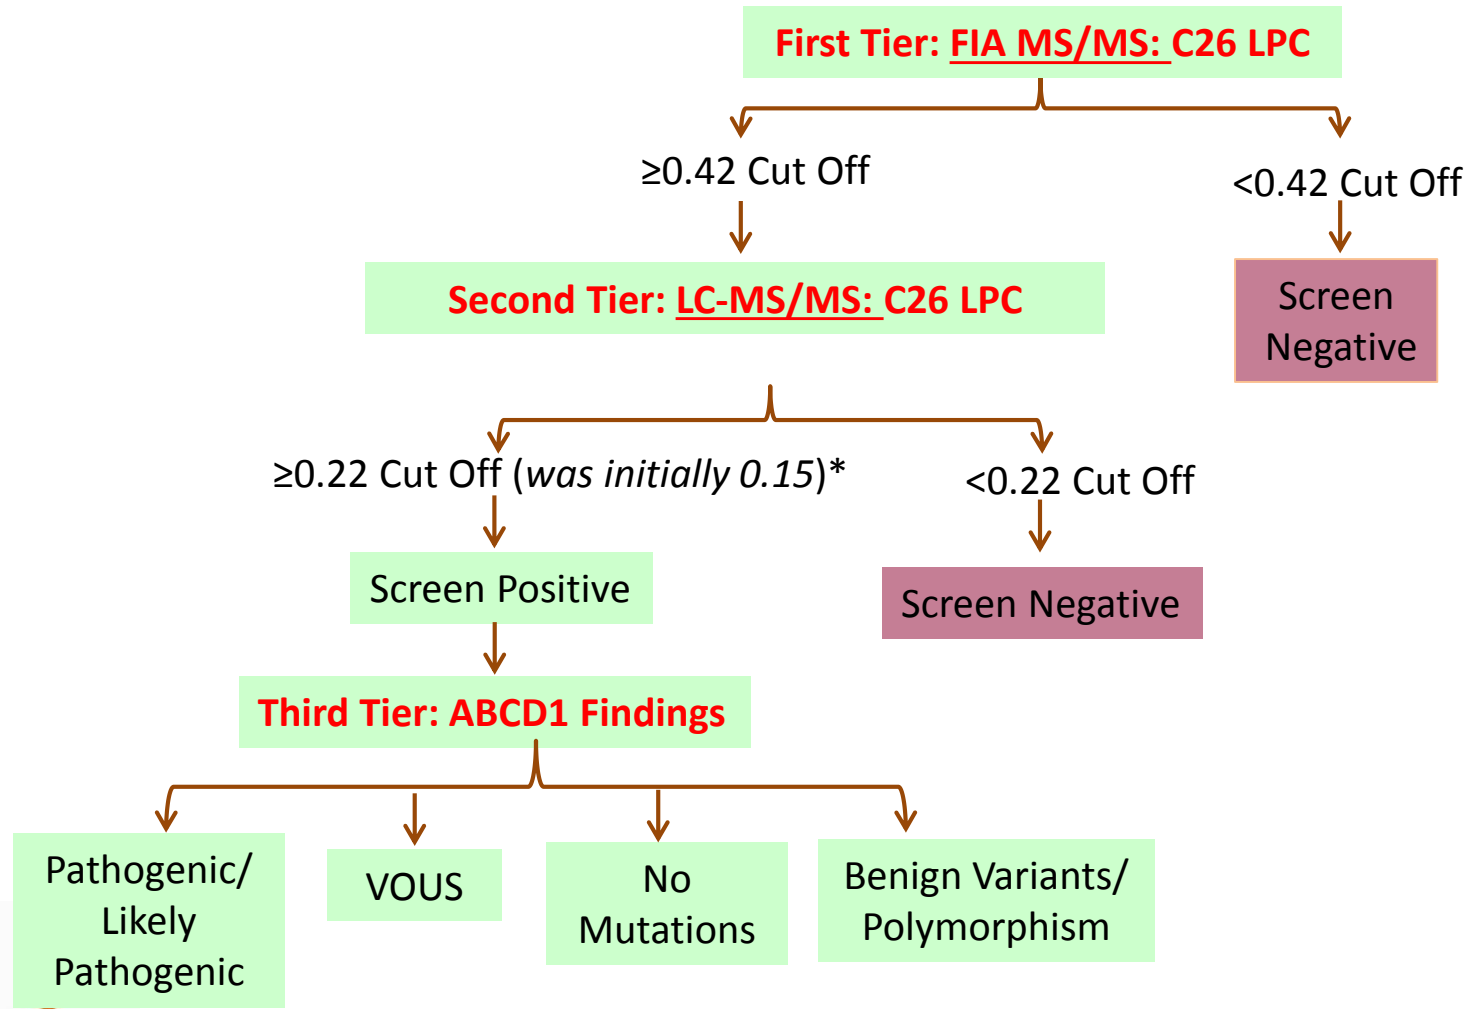 First Tier: FIA MS/MS: C26 LPC
≥0.42 Cut Off
<0.42 Cut Off
Second Tier: LC-MS/MS: C26 LPC
Screen
Negative
≥0.22 Cut Off (was initially 0.15)*
<0.22 Cut Off
Screen Positive
Screen Negative
Third Tier: ABCD1 Findings
Pathogenic/
Likely
Pathogenic
VOUS
No
Mutations
Benign Variants/
Polymorphism